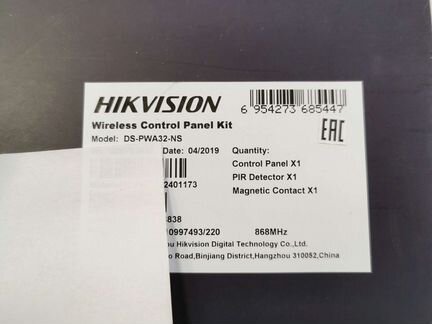 HIKVISION
6 954273 685447
Wireless Control Panel Kit
Model: DS-PWA32-NS
EAC
Date: 04/2019 Quantity:
Control Panel X1
PIR Detector X1
2401173 Magnetic Contact X1
838
0997493/220 868MHz
ou Hikvision Digital Technology Co.,Ltd.
o Road,Binjiang District,Hangzhou 310052,China